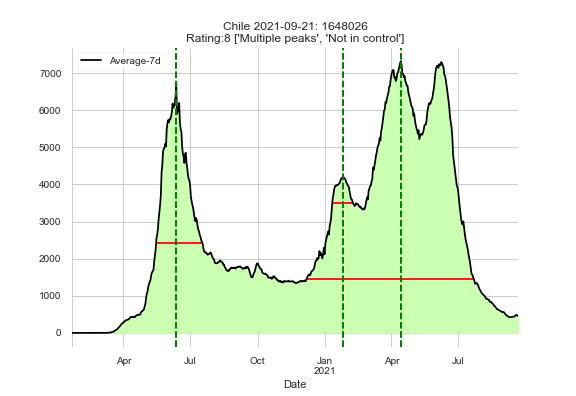 Chile 2021-09-21: 1648026
Rating:8 ['Multiple peaks', 'Not in control']
Average-7d
7000
6000
5000
4000
3000
2000
1000
0
Apr Jul Oct Jan Apr Jul
2021
Date